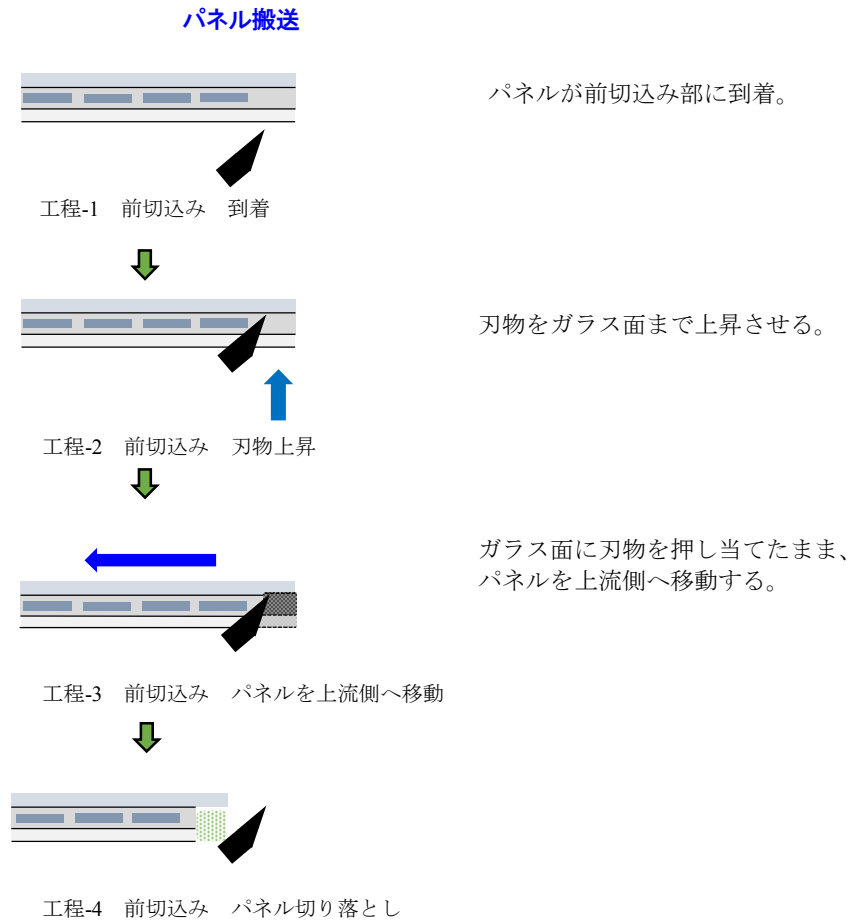 パネル搬送
パネルが前切込み部に到着。
工程-1　前切込み　到着
刃物をガラス面まで上昇させる。
工程-2　前切込み　刃物上昇
ガラス面に刃物を押し当てたまま、
パネルを上流側へ移動する。
工程-3　前切込み　パネルを上流側へ移動
工程-4　前切込み　パネル切り落とし